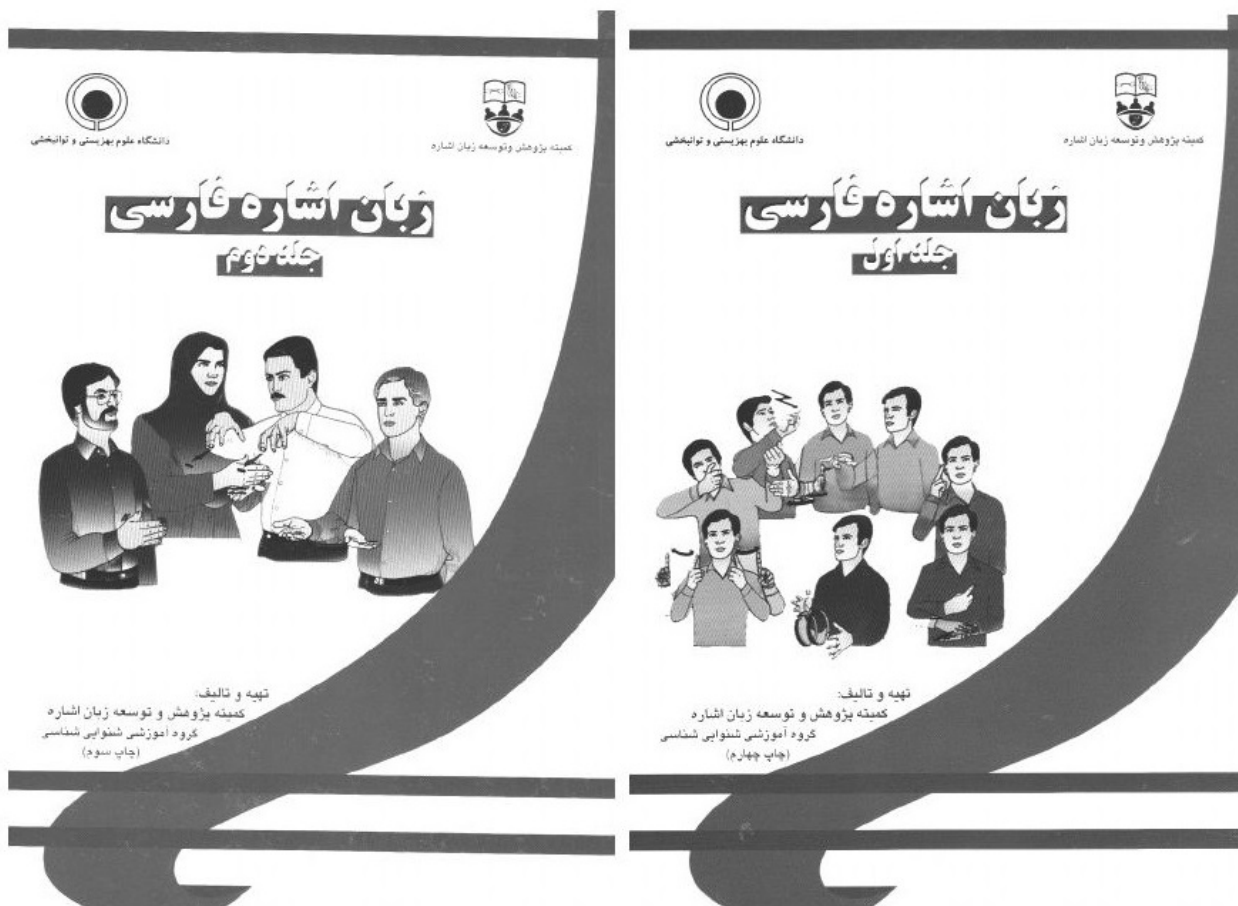 کمیته پژوهش وتوسعه زبان اشاره
دانشگاه علوم بهزیستی و توانبخشی
زبان اشاره فارسی
جلد اول
تهیه و تالیف:
کمیته پژوهش و توسعه زبان اشاره
گروه آموزشی شنوایی شناسی
(چاپ چهارم)
کمیته پژوهش وتوسعه زبان اشاره
دانشگاه علوم بهزیستی و توانبخشی
زبان اشاره فارسی
جلد دوم
تهیه و تالیف:
کمیته پژوهش و توسعه زبان اشاره
گروه آموزشی شنوایی شناسی
(چاپ سوم)